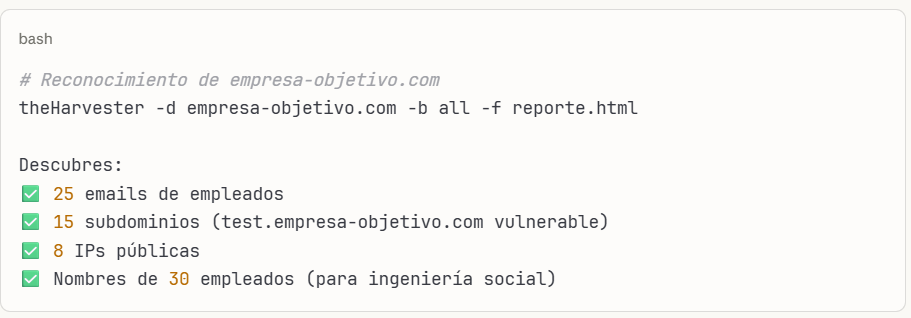 bash
# Reconocimiento de empresa-objetivo.com
theHarvester -d empresa-objetivo.com -b all -f reporte.html
Descubres:
✅ 25 emails de empleados
✅ 15 subdominios (test.empresa-objetivo.com vulnerable)
✅ 8 IPs públicas
✅ Nombres de 30 empleados (para ingeniería social)